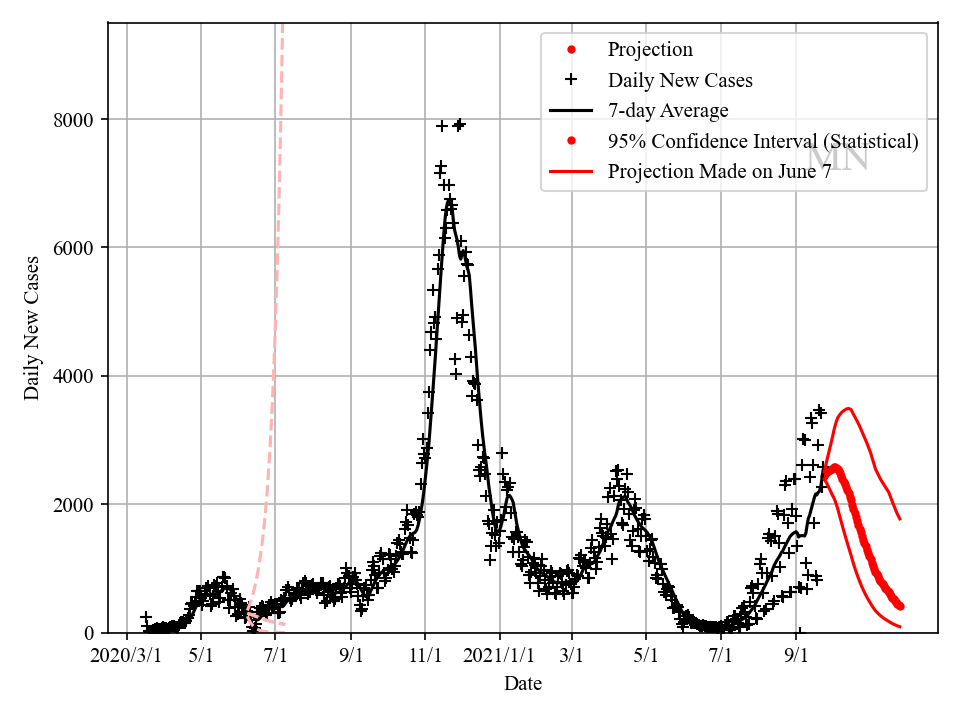 Projection
Daily New Cases
7-day Average
95% Confidence Interval (Statistical)
Projection Made on June 7
MN
8000
6000
4000
2000
0
Daily New Cases
2020/3/1 5/1 7/1 9/1 11/1 2021/1/1 3/1 5/1 7/1 9/1
Date